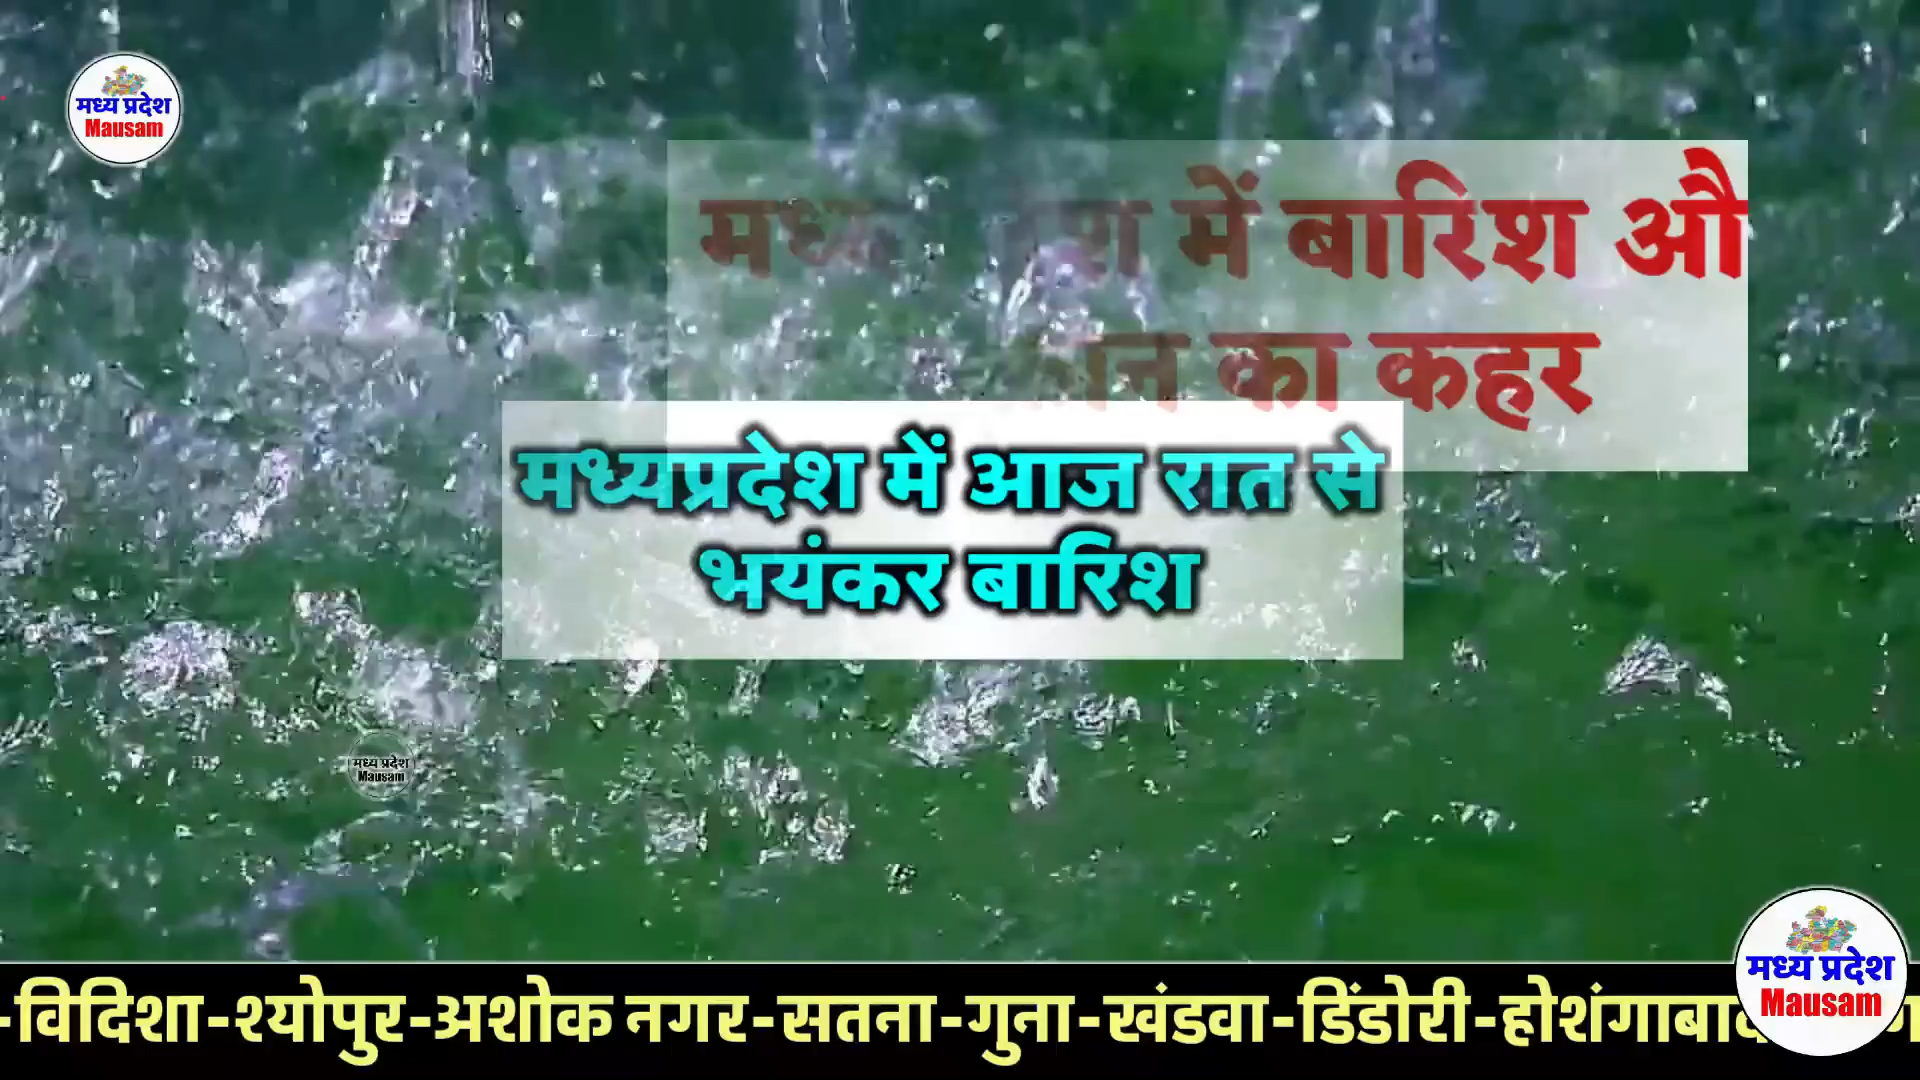 मध्य प्रदेश
Mausam
में बारिश औ
का कहर
मध्यप्रदेश में आज रात से
भयंकर बारिश
मध्य प्रदेश
Mausam
-विदिशा-श्योपुर-अशोक नगर-सतना-गुना-खंडवा-डिंडोरी-होशंगाबाद
मध्य प्रदेश
Mausam